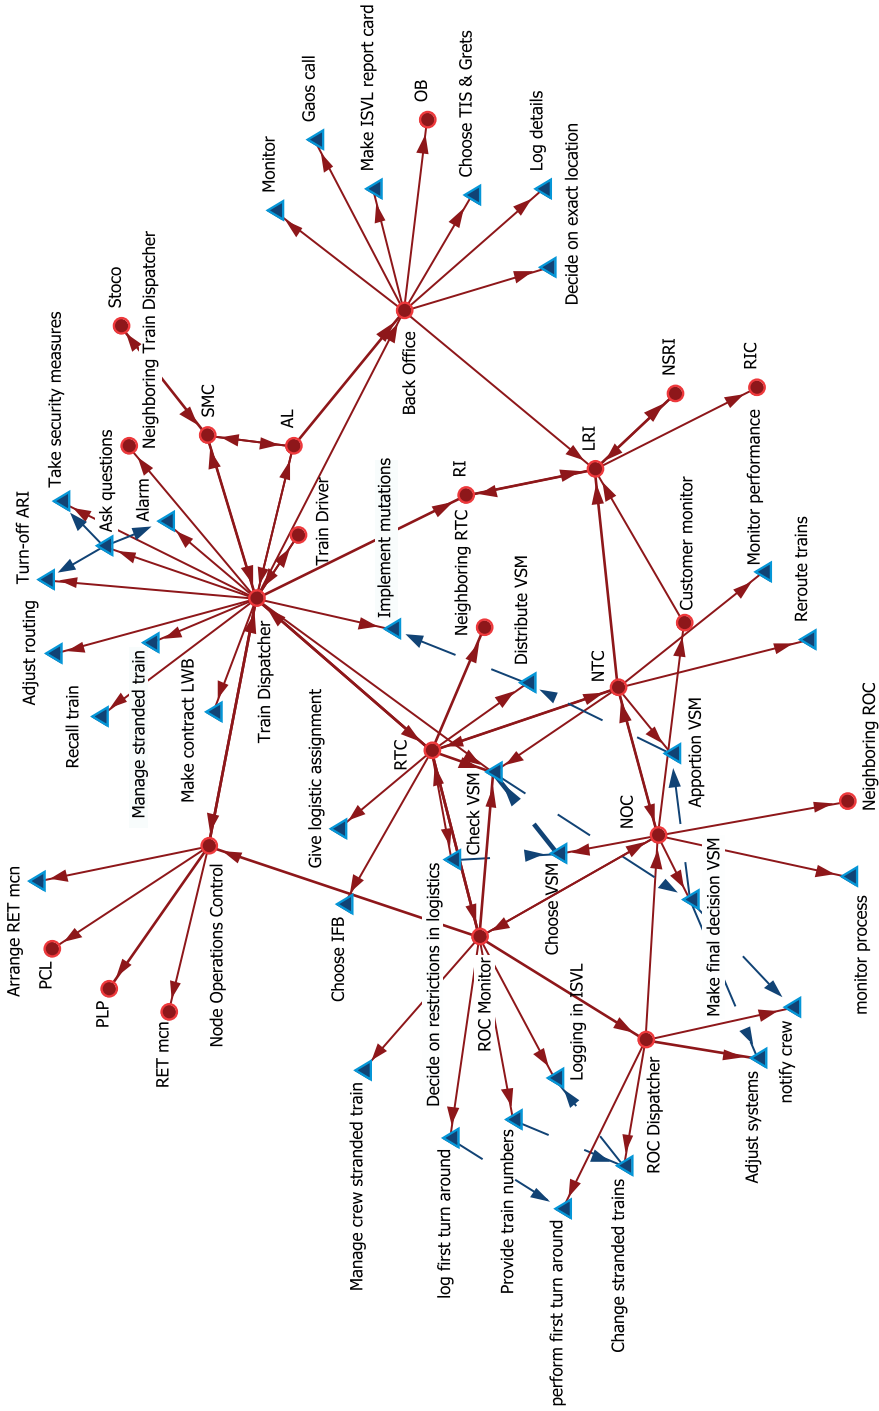 Arrange RET mcn
PCL
PLP
RET mcn
Node Operations Control
Adjust routing
Recall train
Manage stranded train
Make contract LWB
Train Dispatcher
Turn-off ARI
Take security measures
Ask questions
Alarm
Neighboring Train Dispatcher
Stoco
SMC
AL
Train Driver
Monitor
Gaos call
Make ISVL report card
OB
Choose TIS & Grets
Log details
Decide on exact location
Back Office
NSRI
RIC
LRI
RI
Implement mutations
Neighboring RTC
Distribute VSM
Customer monitor
Monitor performance
Reroute trains
NTC
RTC
Give logistic assignment
Choose IFB
Check VSM
Decide on restrictions in logistics
Choose VSM
NOC
Apportion VSM
Make final decision VSM
Neighboring ROC
monitor process
ROC Monitor
Logging in ISVL
Manage crew stranded train
log first turn around
Provide train numbers
perform first turn around
Change stranded trains
ROC Dispatcher
Adjust systems
notify crew